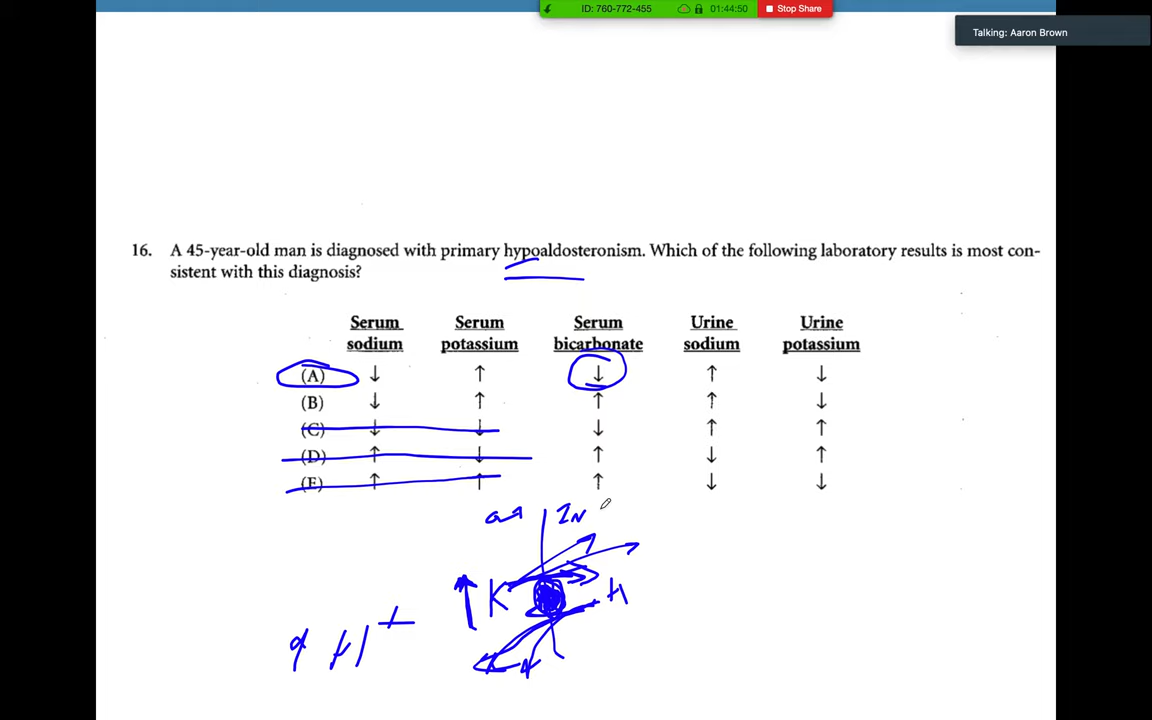 ID: 760-772-455 01:44:50 Stop Share
Talking: Aaron Brown
16. A 45-year-old man is diagnosed with primary hypoaldosteronism. Which of the following laboratory results is most con-
sistent with this diagnosis?
Serum Serum Serum Urine Urine
sodium potassium bicarbonate sodium potassium
(A) ↓ ↑ ↓ ↑ ↓
(B) ↓ ↑ ↑ ↑ ↓
(C) ↓ ↓ ↓ ↑ ↑
(D) ↑ ↓ ↑ ↓ ↑
(E) ↑ ↑ ↑ ↓ ↓
out IN
↑ K H